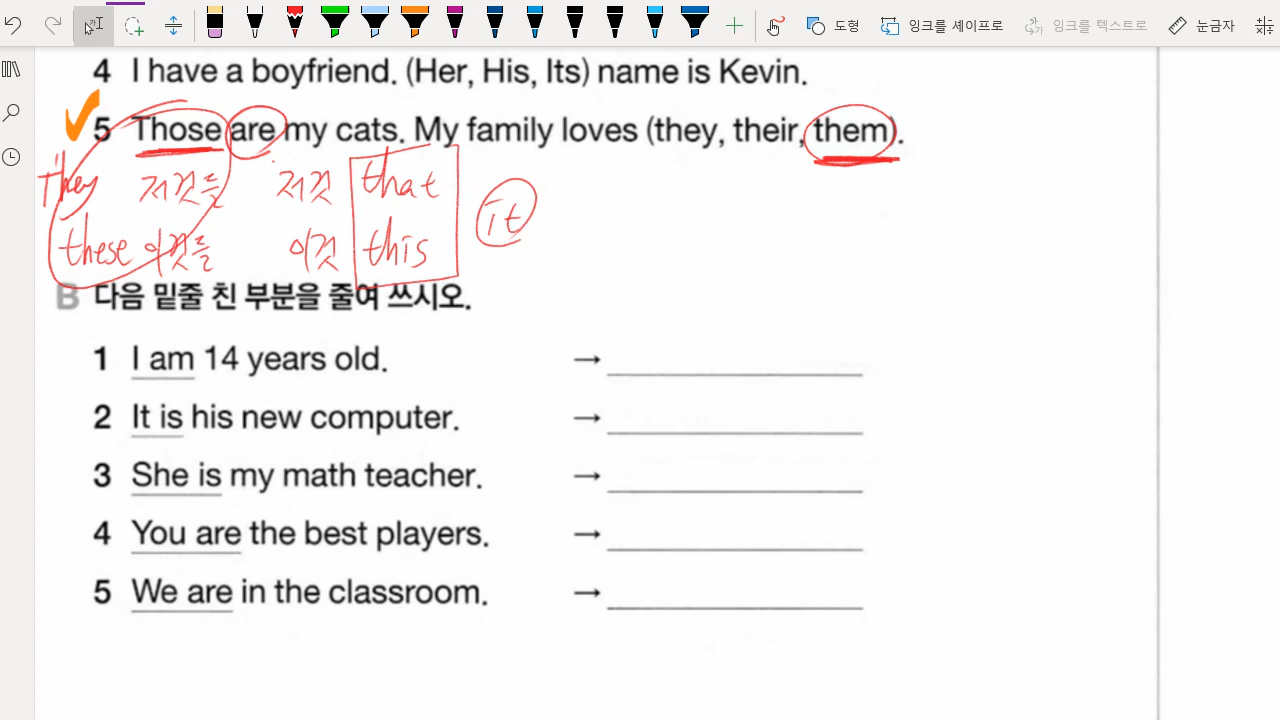 도형 잉크를 셰이프로 잉크를 텍스트로 눈금자
4 I have a boyfriend. (Her, His, Its) name is Kevin.
5 Those are my cats. My family loves (they, their, them).
They 저것들 저것 that it
these 이것들 이것 this
B 다음 밑줄 친 부분을 줄여 쓰시오.
1 I am 14 years old. →
2 It is his new computer. →
3 She is my math teacher. →
4 You are the best players. →
5 We are in the classroom. →